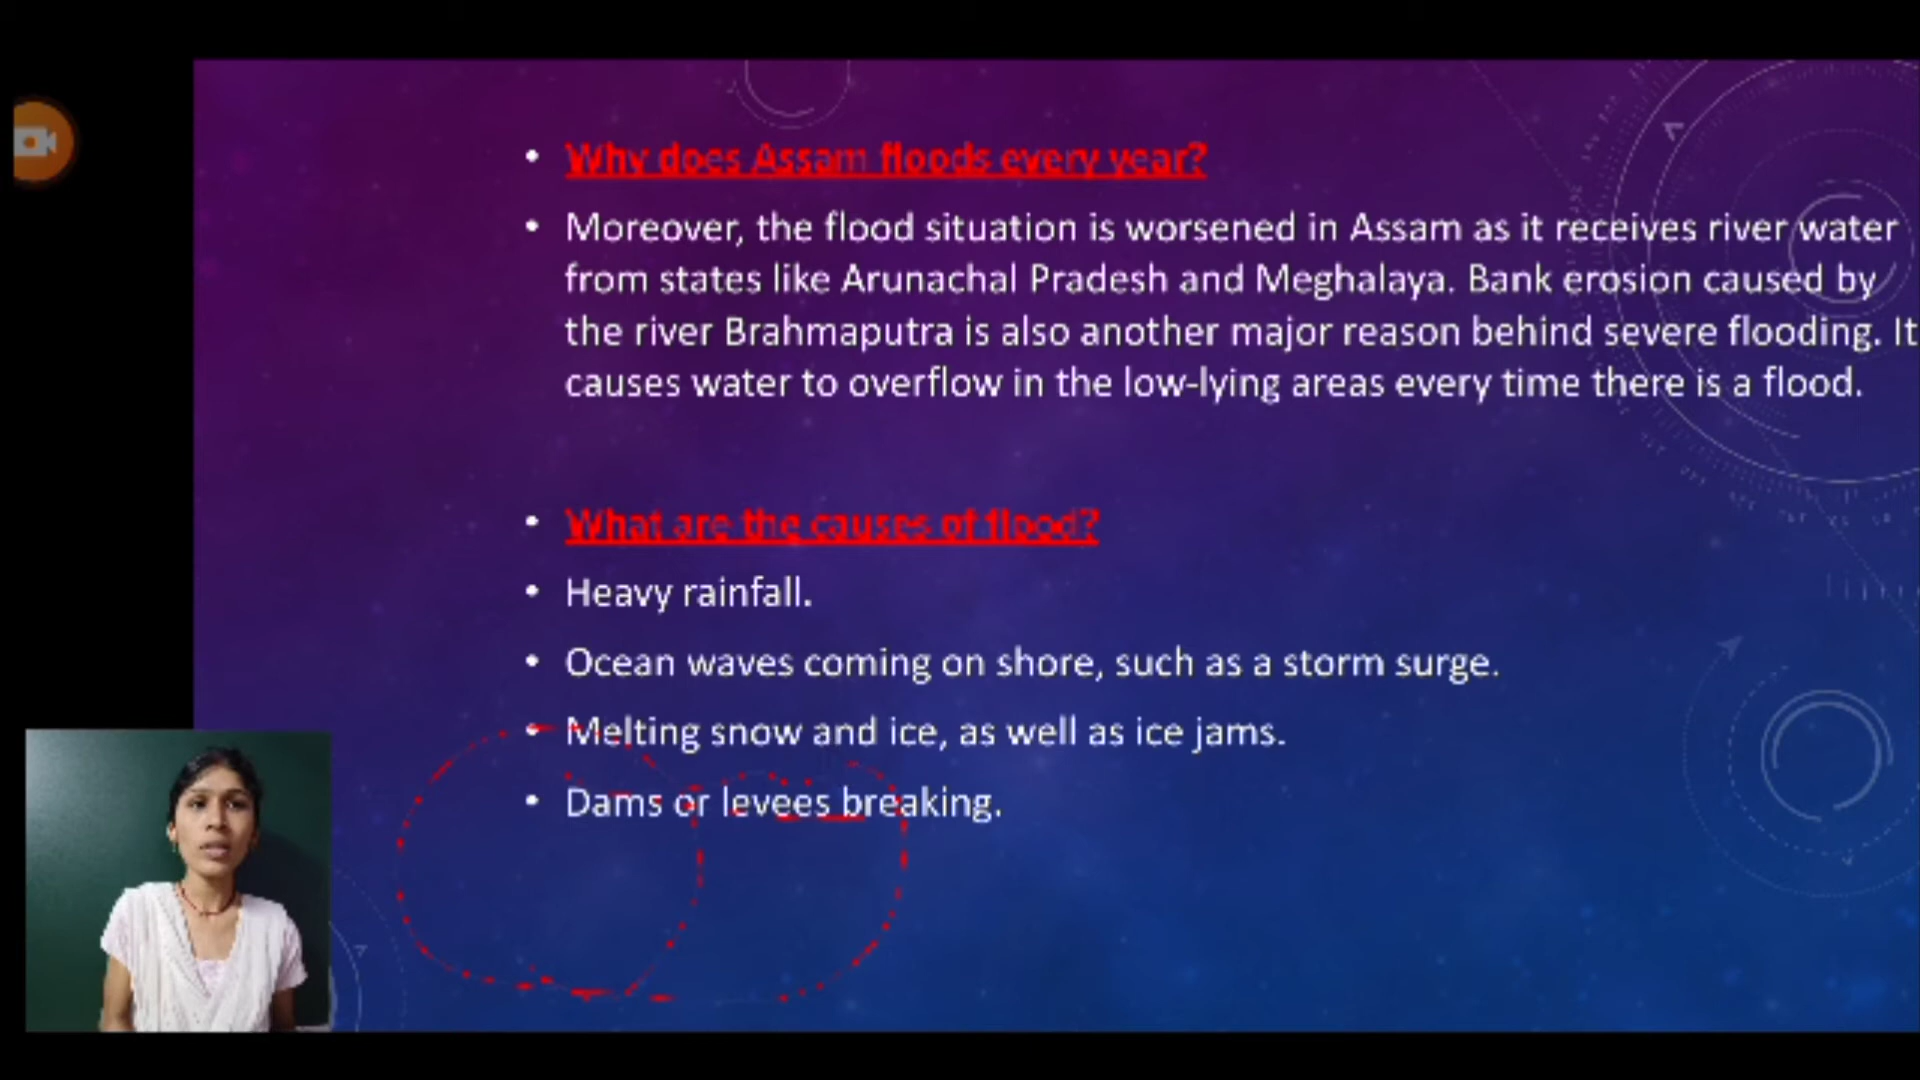 • Why does Assam floods every year?
• Moreover, the flood situation is worsened in Assam as it receives river water
from states like Arunachal Pradesh and Meghalaya. Bank erosion caused by
the river Brahmaputra is also another major reason behind severe flooding. It
causes water to overflow in the low-lying areas every time there is a flood.
• What are the causes of flood?
• Heavy rainfall.
• Ocean waves coming on shore, such as a storm surge.
• Melting snow and ice, as well as ice jams.
• Dams or levees breaking.